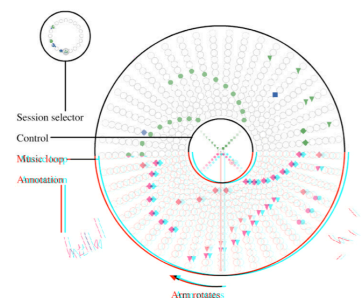 Session selector
Control
Music loop
Annotation
Arm rotates